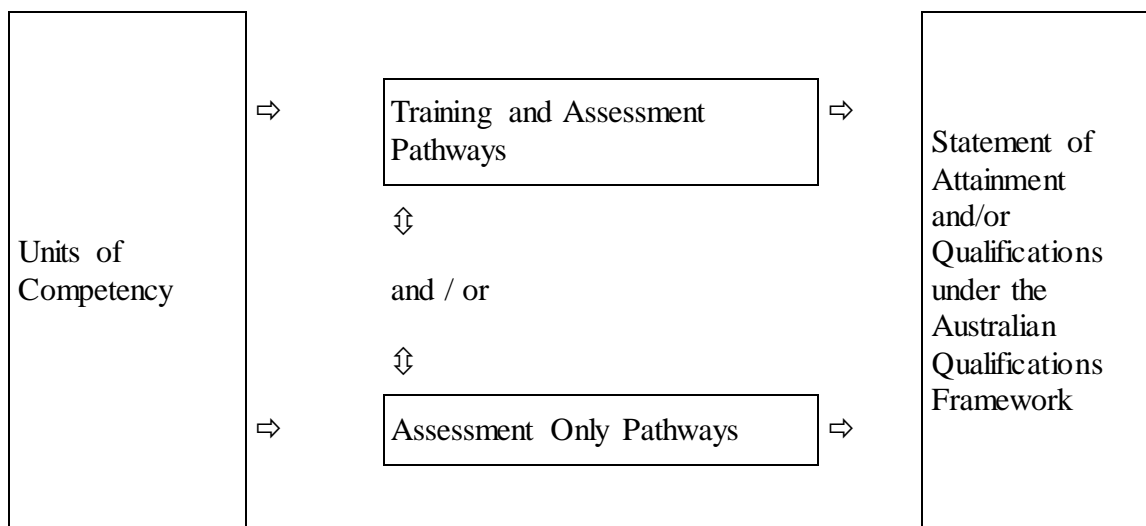 Units of
Competency
⇨
Training and Assessment
Pathways
⇨
⇳
and / or
⇳
⇨
Assessment Only Pathways
⇨
Statement of
Attainment
and/or
Qualifications
under the
Australian
Qualifications
Framework